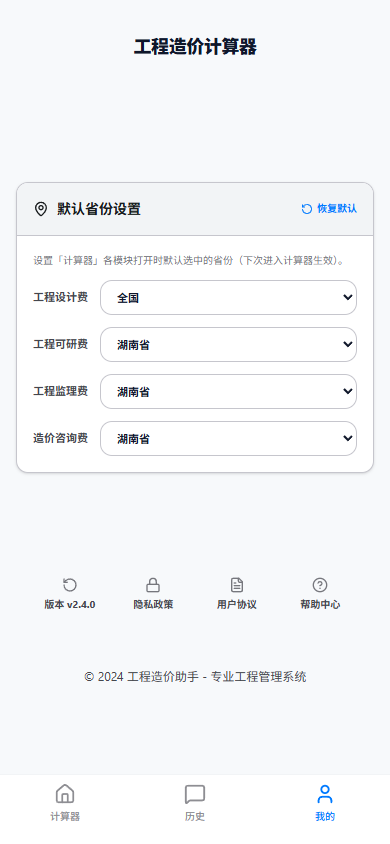 工程造价计算器
默认省份设置
恢复默认
设置「计算器」各模块打开时默认选中的省份（下次进入计算器生效）。
工程设计费 全国
工程可研费 湖南省
工程监理费 湖南省
造价咨询费 湖南省
版本 v2.4.0 隐私政策 用户协议 帮助中心
© 2024 工程造价助手 - 专业工程管理系统
计算器 历史 我的